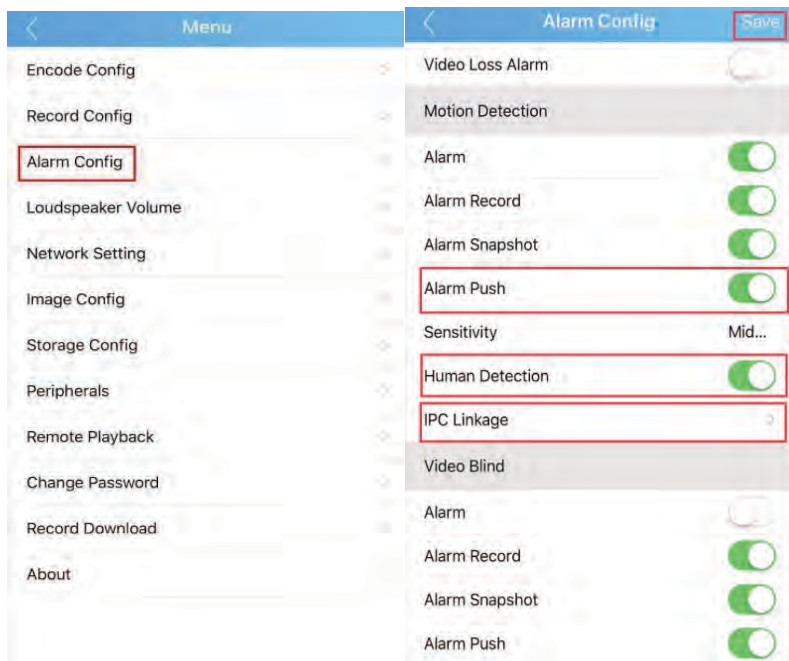 Menu
Encode Config
Record Config
Alarm Config
Loudspeaker Volume
Network Setting
Image Config
Storage Config
Peripherals
Remote Playback
Change Password
Record Download
About
Alarm Config
Save
Video Loss Alarm
Motion Detection
Alarm
Alarm Record
Alarm Snapshot
Alarm Push
Sensitivity Mid...
Human Detection
IPC Linkage
Video Blind
Alarm
Alarm Record
Alarm Snapshot
Alarm Push